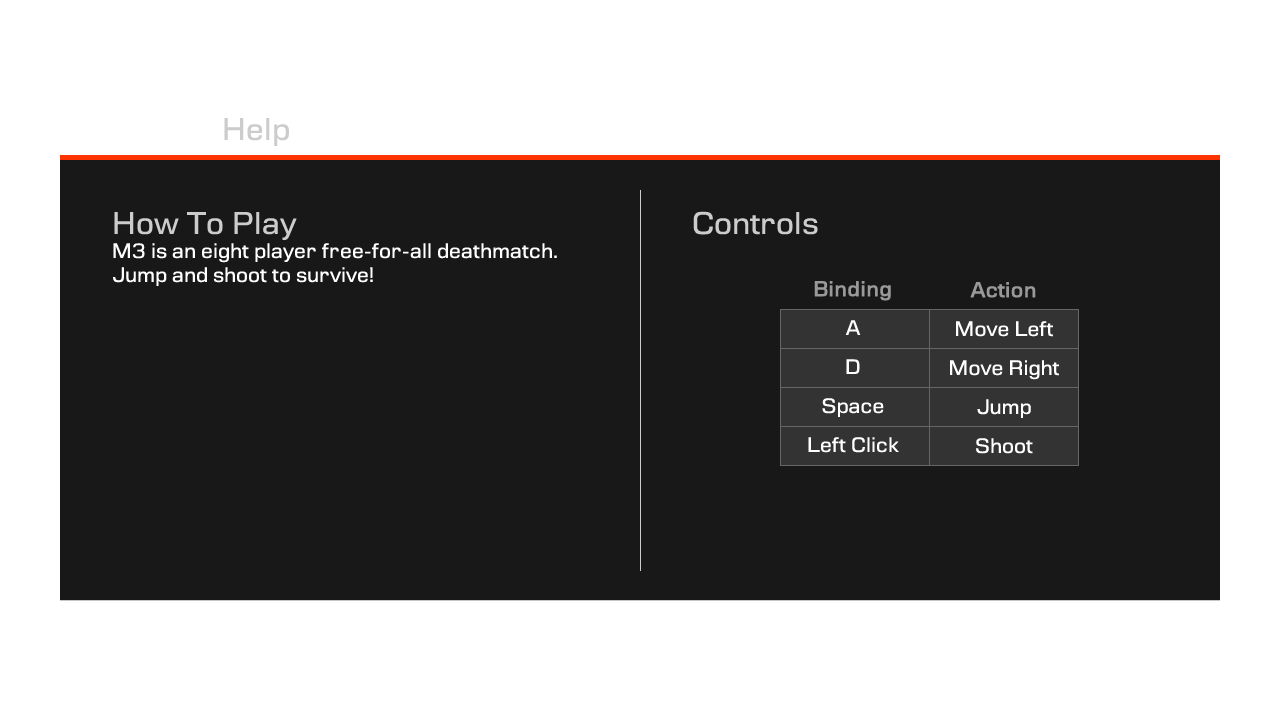 Help
How To Play
M3 is an eight player free-for-all deathmatch.
Jump and shoot to survive!
Controls
Binding Action
A Move Left
D Move Right
Space Jump
Left Click Shoot